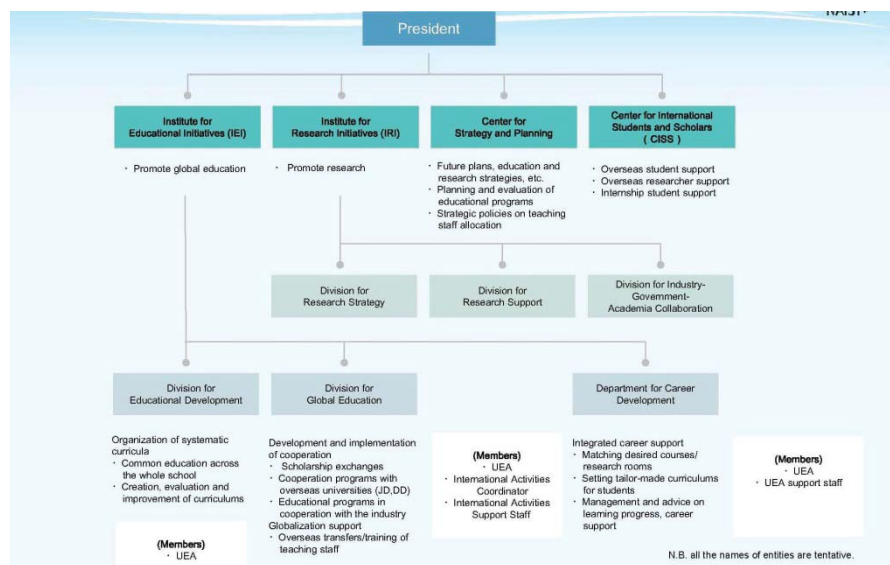 NAIST
President
Institute for
Educational Initiatives (IEI)
Institute for
Research Initiatives (IRI)
Center for
Strategy and Planning
Center for International
Students and Scholars
( CISS )
・ Promote global education
・ Promote research
・ Future plans, education and
research strategies, etc.
・ Planning and evaluation of
educational programs
・ Strategic policies on teaching
staff allocation
・ Overseas student support
・ Overseas researcher support
・ Internship student support
Division for
Research Strategy
Division for
Research Support
Division for Industry-
Government-
Academia Collaboration
Division for
Educational Development
Division for
Global Education
Department for Career
Development
Organization of systematic
curricula
・ Common education across
the whole school
・ Creation, evaluation and
improvement of curriculums
(Members)
・ UEA
Development and implementation
of cooperation
・ Scholarship exchanges
・ Cooperation programs with
overseas universities (JD,DD)
・ Educational programs in
cooperation with the industry
Globalization support
・ Overseas transfers/training of
teaching staff
(Members)
・ UEA
・ International Activities
Coordinator
・ International Activities
Support Staff
Integrated career support
・ Matching desired courses/
research rooms
・ Setting tailor-made curriculums
for students
・ Management and advice on
learning progress, career
support
(Members)
・ UEA
・ UEA support staff
N.B. all the names of entities are tentative.